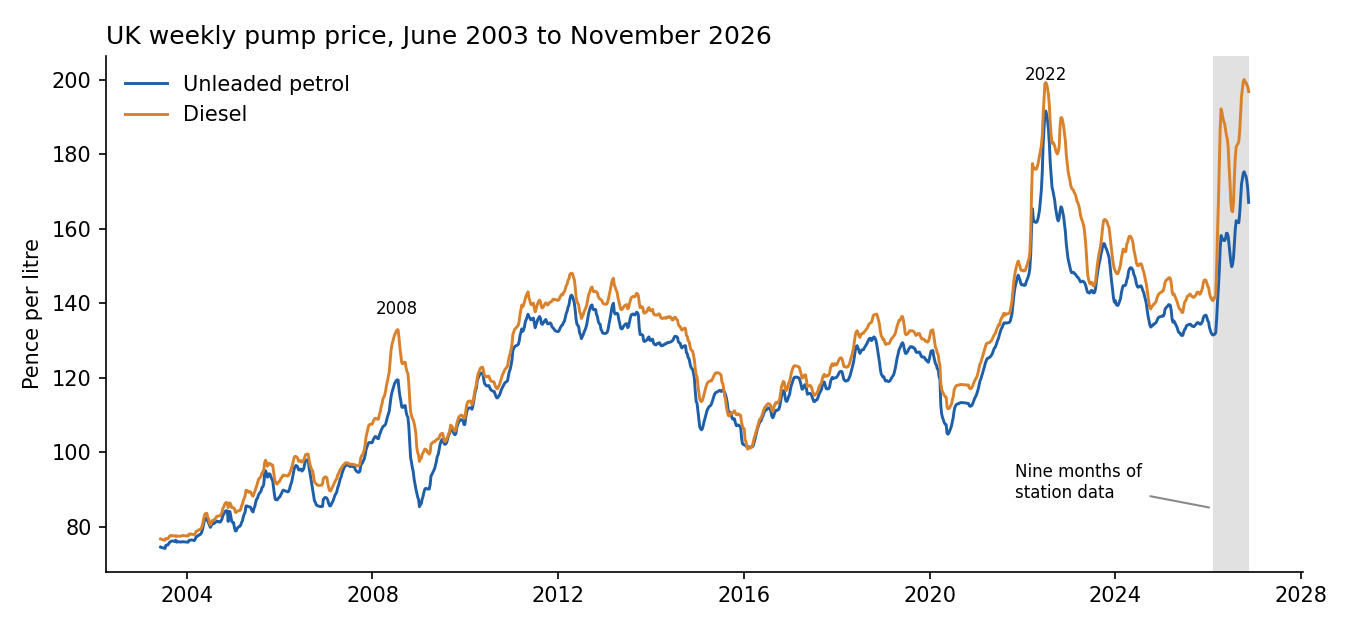 UK weekly pump price, June 2003 to November 2026
Unleaded petrol
Diesel
2008
2022
Nine months of
station data
Pence per litre
200
180
160
140
120
100
80
2004
2008
2012
2016
2020
2024
2028